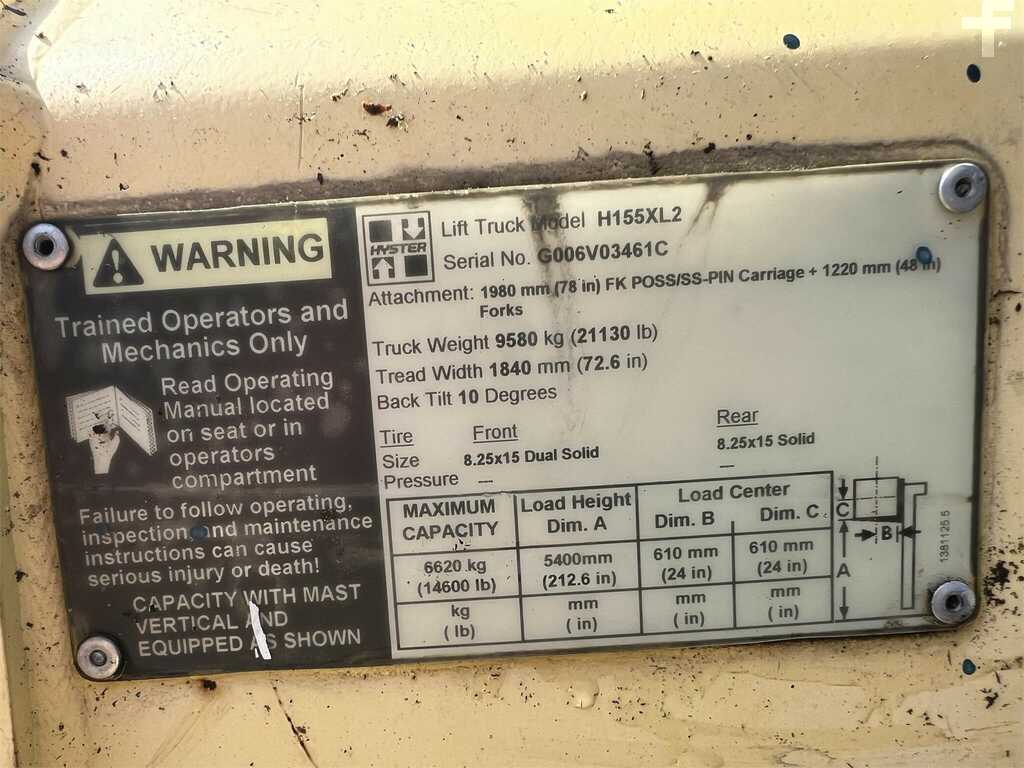 WARNING
Trained Operators and
Mechanics Only
Read Operating
Manual located
on seat or in
operators
compartment
Failure to follow operating,
inspection and maintenance
instructions can cause
serious injury or death!
CAPACITY WITH MAST
VERTICAL AND
EQUIPPED AS SHOWN
HYSTER
Lift Truck Model H155XL2
Serial No. G006V03461C
Attachment: 1980 mm (78 in) FK POSS/SS-PIN Carriage + 1220 mm (48 in)
Forks
Truck Weight 9580 kg (21130 lb)
Tread Width 1840 mm (72.6 in)
Back Tilt 10 Degrees
Tire Front Rear
Size 8.25x15 Dual Solid 8.25x15 Solid
Pressure — —
MAXIMUM CAPACITY Load Height Dim. A Load Center Dim. B Dim. C
6620 kg (14600 lb) 5400mm (212.6 in) 610 mm (24 in) 610 mm (24 in)
kg ( lb) mm ( in) mm ( in) mm ( in)
C
B
A
1381125 5